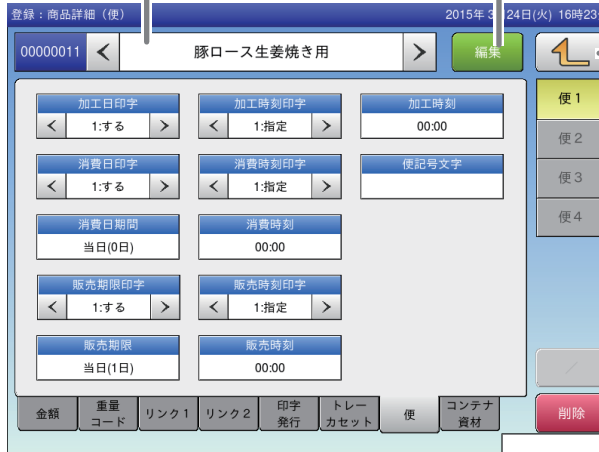 登録：商品詳細（便）
2015年 3月24日(火) 16時23
00000011
豚ロース生姜焼き用
編集
加工日印字
加工時刻印字
加工時刻
1:する
1:指定
00:00
消費日印字
消費時刻印字
便記号文字
1:する
1:指定
消費日期間
消費時刻
当日(0日)
00:00
販売期限印字
販売時刻印字
1:する
1:指定
販売期限
販売時刻
当日(1日)
00:00
便１
便２
便３
便４
金額
重量
コード
リンク１
リンク２
印字
発行
トレー
カセット
便
コンテナ
資材
／
削除